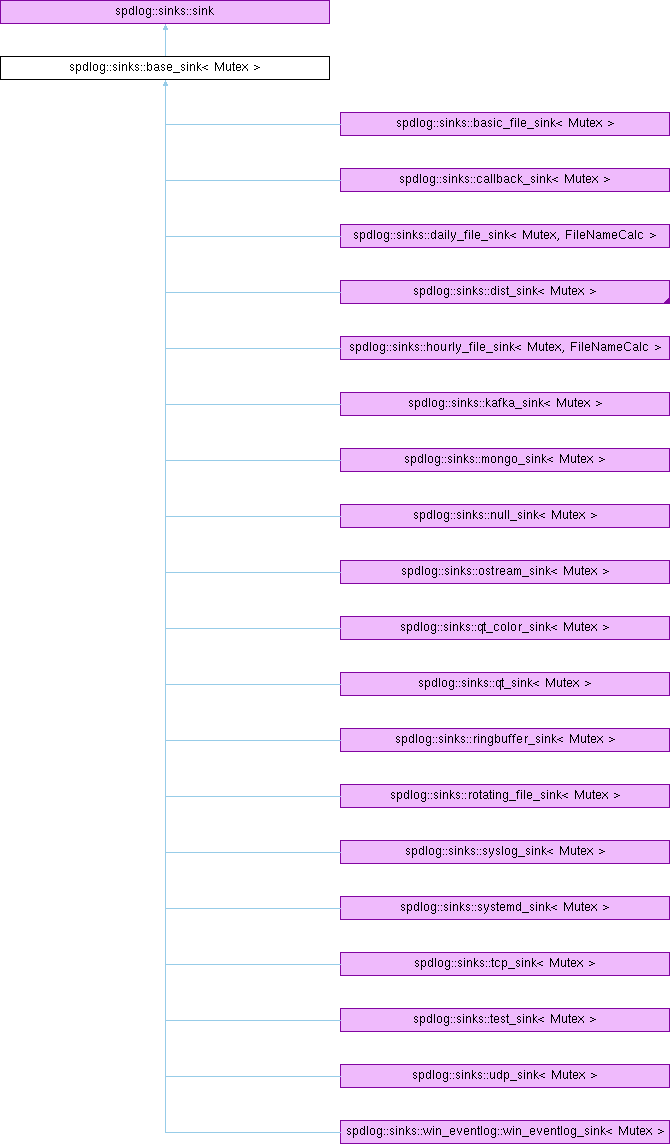 spdlog::sinks::sink
spdlog::sinks::base_sink< Mutex >
spdlog::sinks::basic_file_sink< Mutex >
spdlog::sinks::callback_sink< Mutex >
spdlog::sinks::daily_file_sink< Mutex, FileNameCalc >
spdlog::sinks::dist_sink< Mutex >
spdlog::sinks::hourly_file_sink< Mutex, FileNameCalc >
spdlog::sinks::kafka_sink< Mutex >
spdlog::sinks::mongo_sink< Mutex >
spdlog::sinks::null_sink< Mutex >
spdlog::sinks::ostream_sink< Mutex >
spdlog::sinks::qt_color_sink< Mutex >
spdlog::sinks::qt_sink< Mutex >
spdlog::sinks::ringbuffer_sink< Mutex >
spdlog::sinks::rotating_file_sink< Mutex >
spdlog::sinks::syslog_sink< Mutex >
spdlog::sinks::systemd_sink< Mutex >
spdlog::sinks::tcp_sink< Mutex >
spdlog::sinks::test_sink< Mutex >
spdlog::sinks::udp_sink< Mutex >
spdlog::sinks::win_eventlog::win_eventlog_sink< Mutex >